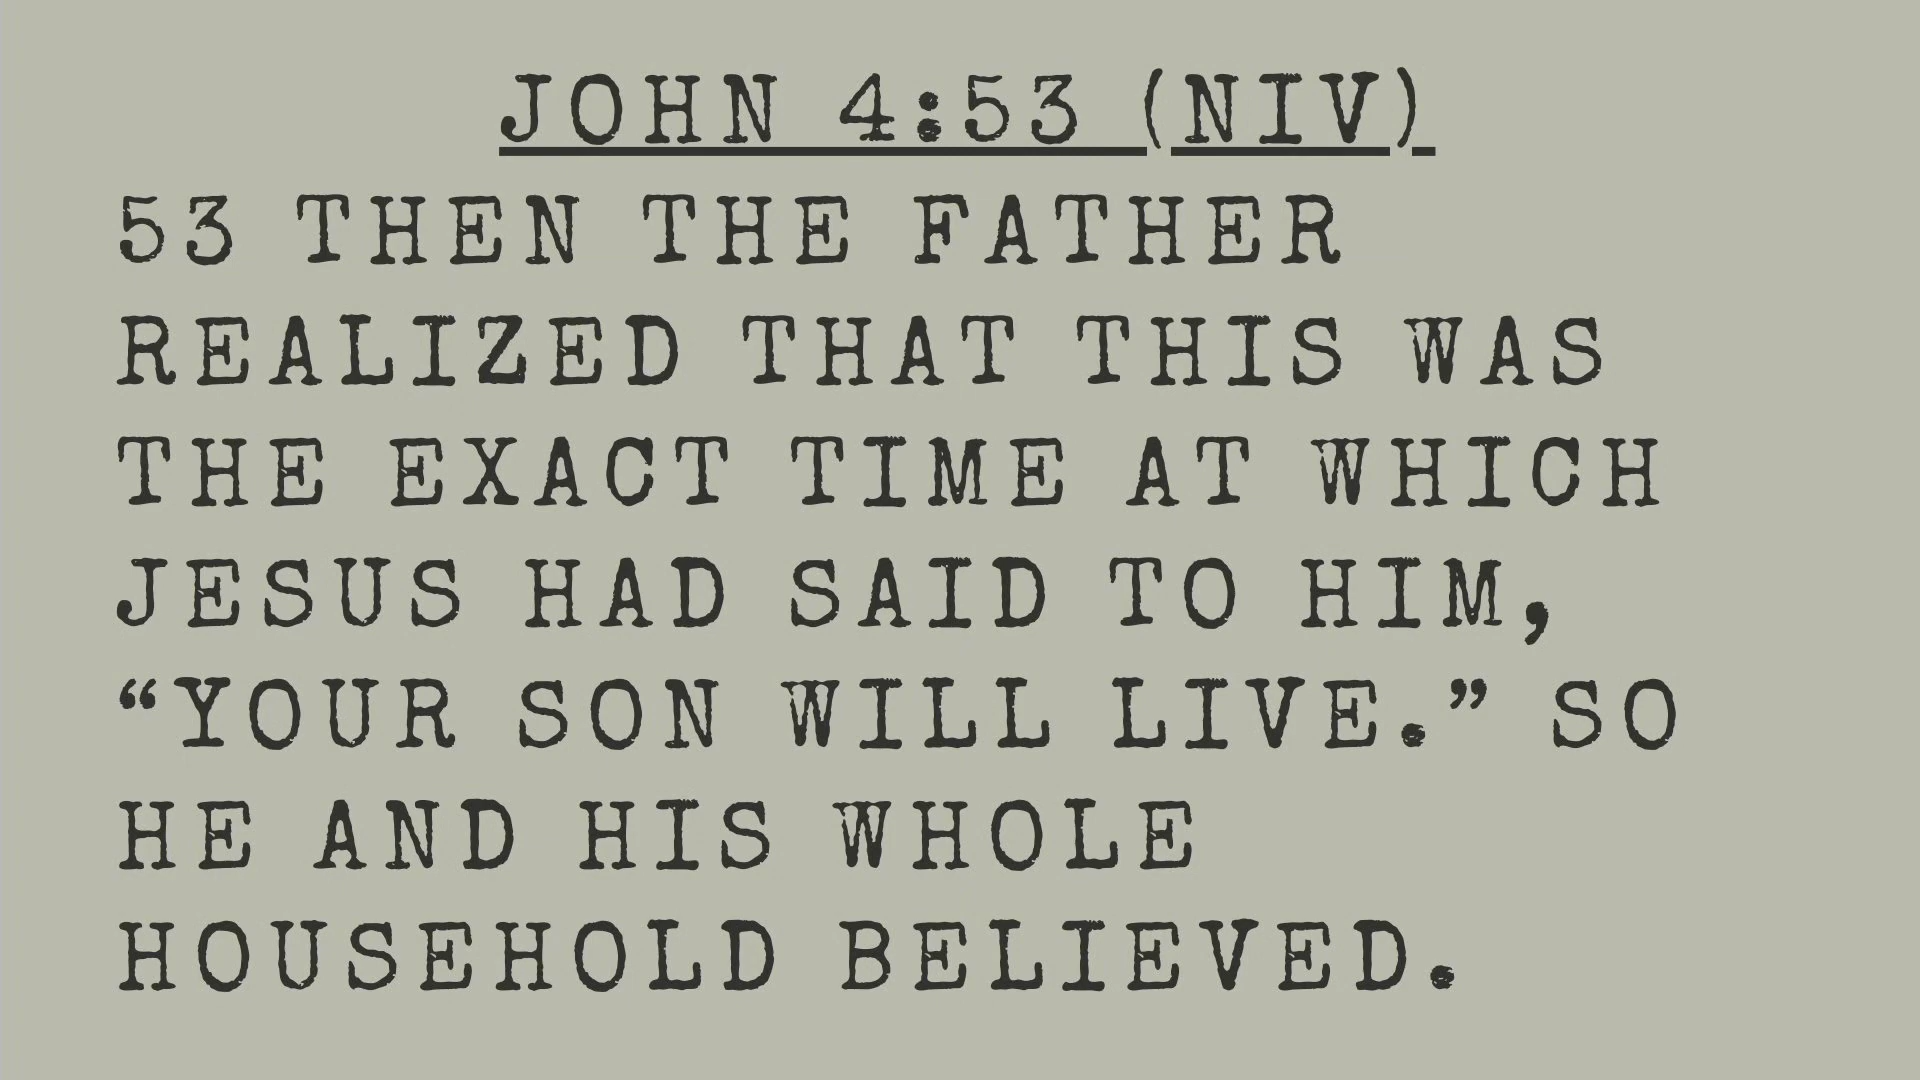 JOHN 4:53 (NIV)
53 THEN THE FATHER
REALIZED THAT THIS WAS
THE EXACT TIME AT WHICH
JESUS HAD SAID TO HIM,
“YOUR SON WILL LIVE.” SO
HE AND HIS WHOLE
HOUSEHOLD BELIEVED.